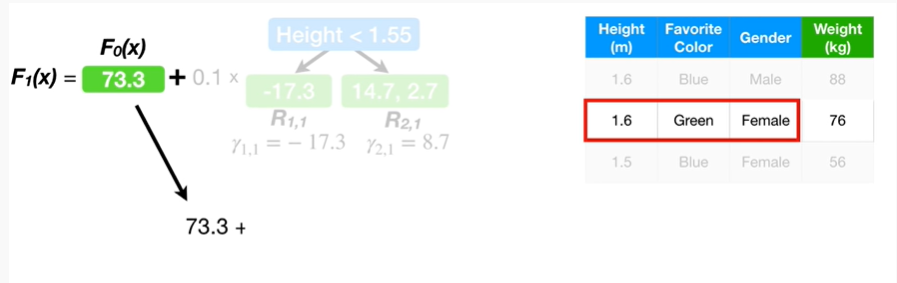 F₀(x)
F₁(x) = 73.3 + 0.1 × Height < 1.55
-17.3 14.7, 2.7
R₁,₁ R₂,₁
γ₁,₁ = − 17.3 γ₂,₁ = 8.7
73.3 +
Height (m) Favorite Color Gender Weight (kg)
1.6 Blue Male 88
1.6 Green Female 76
1.5 Blue Female 56